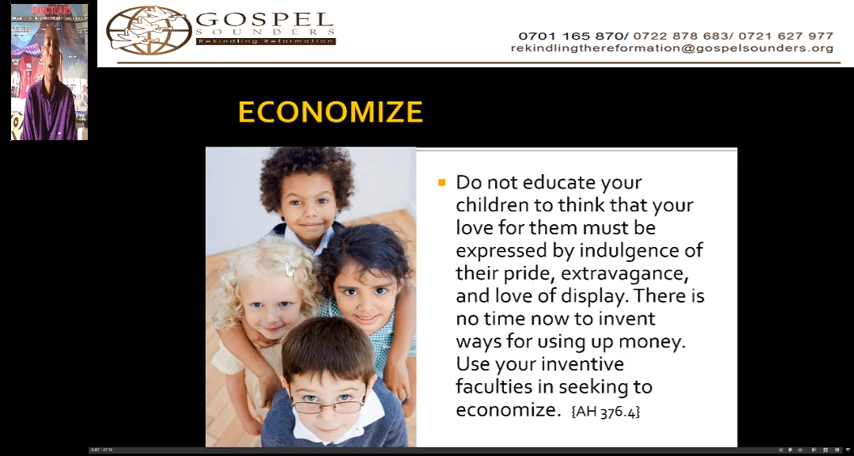 SANCTUARY
GOSPEL
SOUNDERS
Rekindling Reformation
0701 165 870/ 0722 878 683/ 0721 627 977
rekindlingthereformation@gospelsounders.org
ECONOMIZE
Do not educate your
children to think that your
love for them must be
expressed by indulgence of
their pride, extravagance,
and love of display. There is
no time now to invent
ways for using up money.
Use your inventive
faculties in seeking to
economize. {AH 376.4}